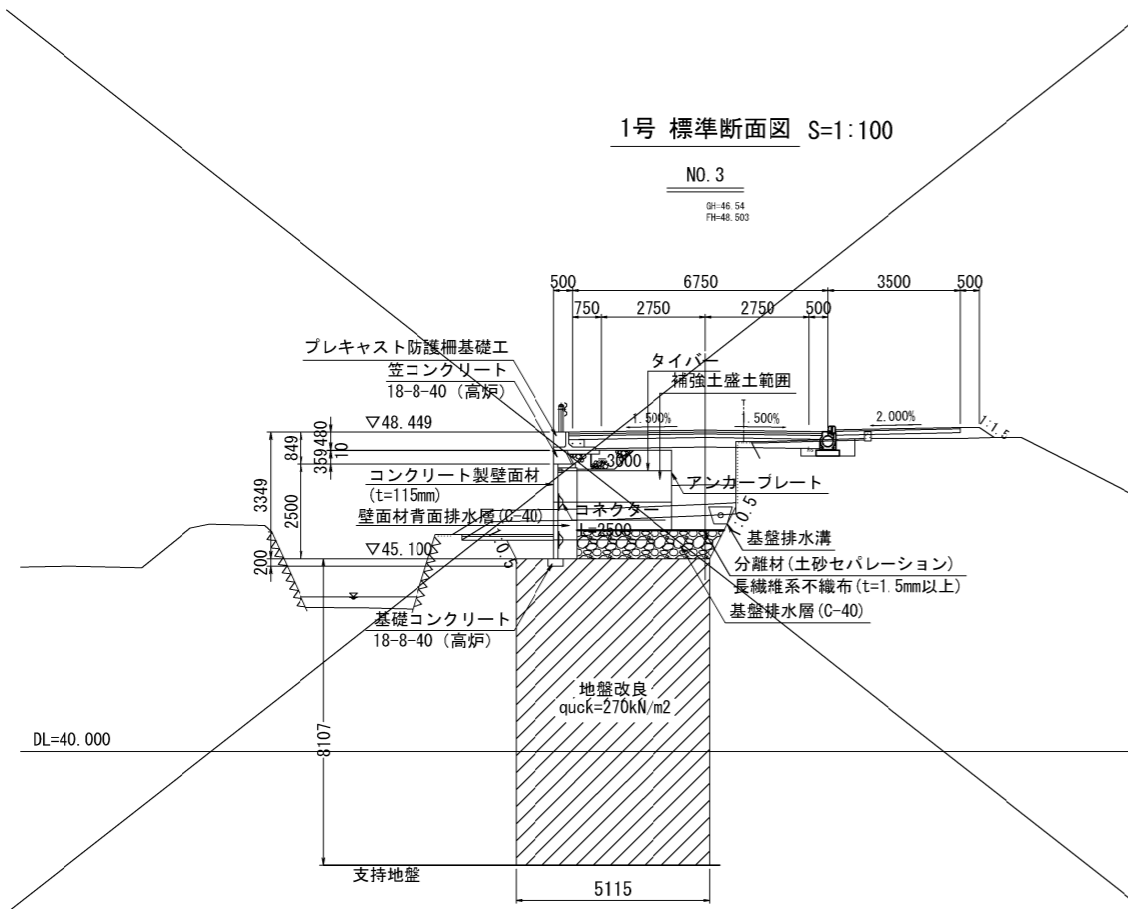 1号 標準断面図 S=1:100
NO.3
GH=46.54
FH=48.503
500
6750
3500
500
750
2750
2750
500
プレキャスト防護柵基礎工
笠コンクリート
18-8-40 (高炉)
タイバー
補強土盛土範囲
▽48.449
1.500%
1.500%
2.000%
1:1.5
3349
849
480
359
10
2500
200
L=3000
コンクリート製壁面材
(t=115mm)
アンカープレート
コネクター
壁面材背面排水層(C-40)
L=2500
1:0.5
1:0.5
基盤排水溝
▽45.100
分離材(土砂セパレーション)
長繊維系不織布(t=1.5mm以上)
基盤排水層(C-40)
基礎コンクリート
18-8-40 (高炉)
地盤改良
quck=270kN/m2
8107
DL=40.000
支持地盤
5115